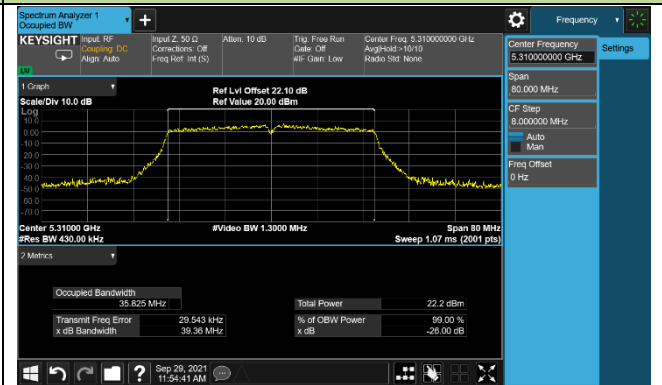 Spectrum Analyzer 1
Occupied BW
Frequency
KEYSIGHT
Input: RF
Coupling: DC
Align: Auto
Input Z: 50 Ω
Corrections: Off
Freq Ref: Int (S)
Atten: 10 dB
Trig: Free Run
Gate: Off
#IF Gain: Low
Center Freq: 5.310000000 GHz
Avg|Hold:>10/10
Radio Std: None
1 Graph
Scale/Div 10.0 dB
Ref Lvl Offset 22.10 dB
Ref Value 20.00 dBm
Log
10.0
0.00
-10.0
-20.0
-30.0
-40.0
-50.0
-60.0
-70.0
Center 5.31000 GHz
#Res BW 430.00 kHz
#Video BW 1.3000 MHz
Span 80 MHz
Sweep 1.07 ms (2001 pts)
2 Metrics
Occupied Bandwidth
35.825 MHz
Total Power 22.2 dBm
Transmit Freq Error 29.543 kHz
% of OBW Power 99.00 %
x dB Bandwidth 39.36 MHz
x dB -26.00 dB
Center Frequency
5.310000000 GHz
Settings
Span
80.000 MHz
CF Step
8.000000 MHz
Auto
Man
Freq Offset
0 Hz
?
Sep 29, 2021
11:54:41 AM